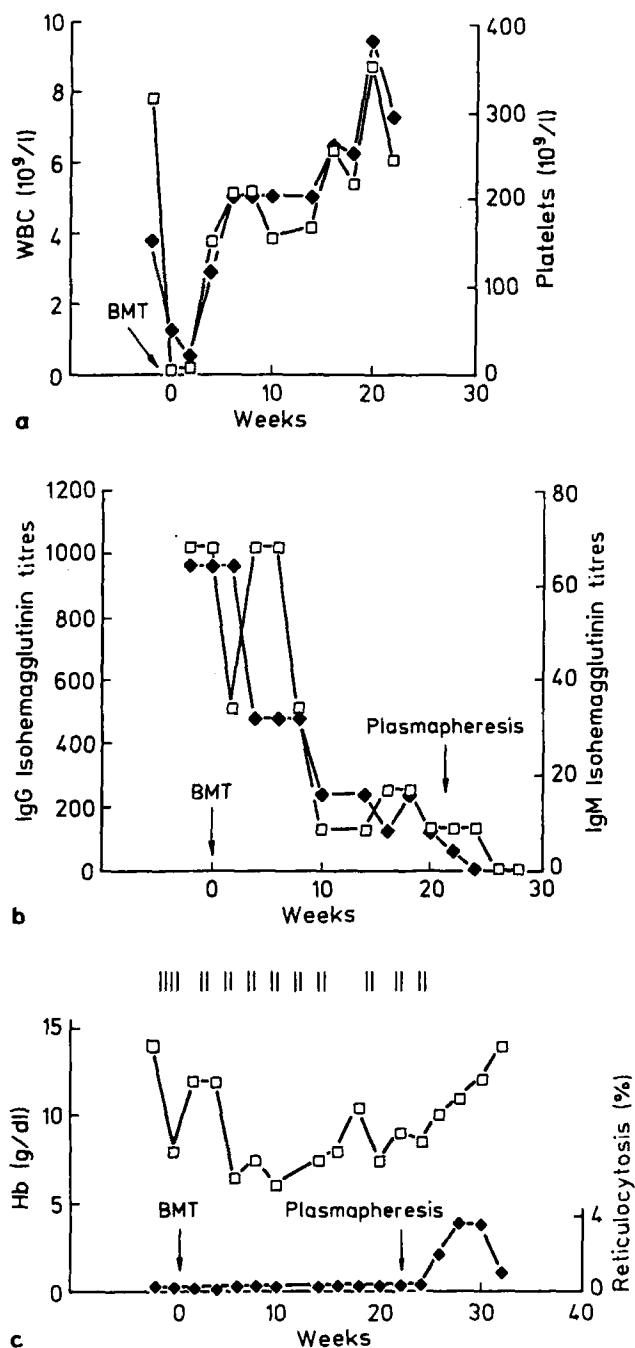 10
8
6
4
2
0
WBC (10⁹/l)
400
300
200
100
0
Platelets (10⁹/l)
BMT
0 10 20 30
Weeks
a
1200
1000
800
600
400
200
0
IgG Isohemagglutinin titres
80
60
40
20
0
IgM Isohemagglutinin titres
Plasmapheresis
BMT
0 10 20 30
Weeks
b
15
10
5
0
Hb (g/dl)
4
0
Reticulocytosis (%)
BMT Plasmapheresis
0 10 20 30 40
Weeks
c